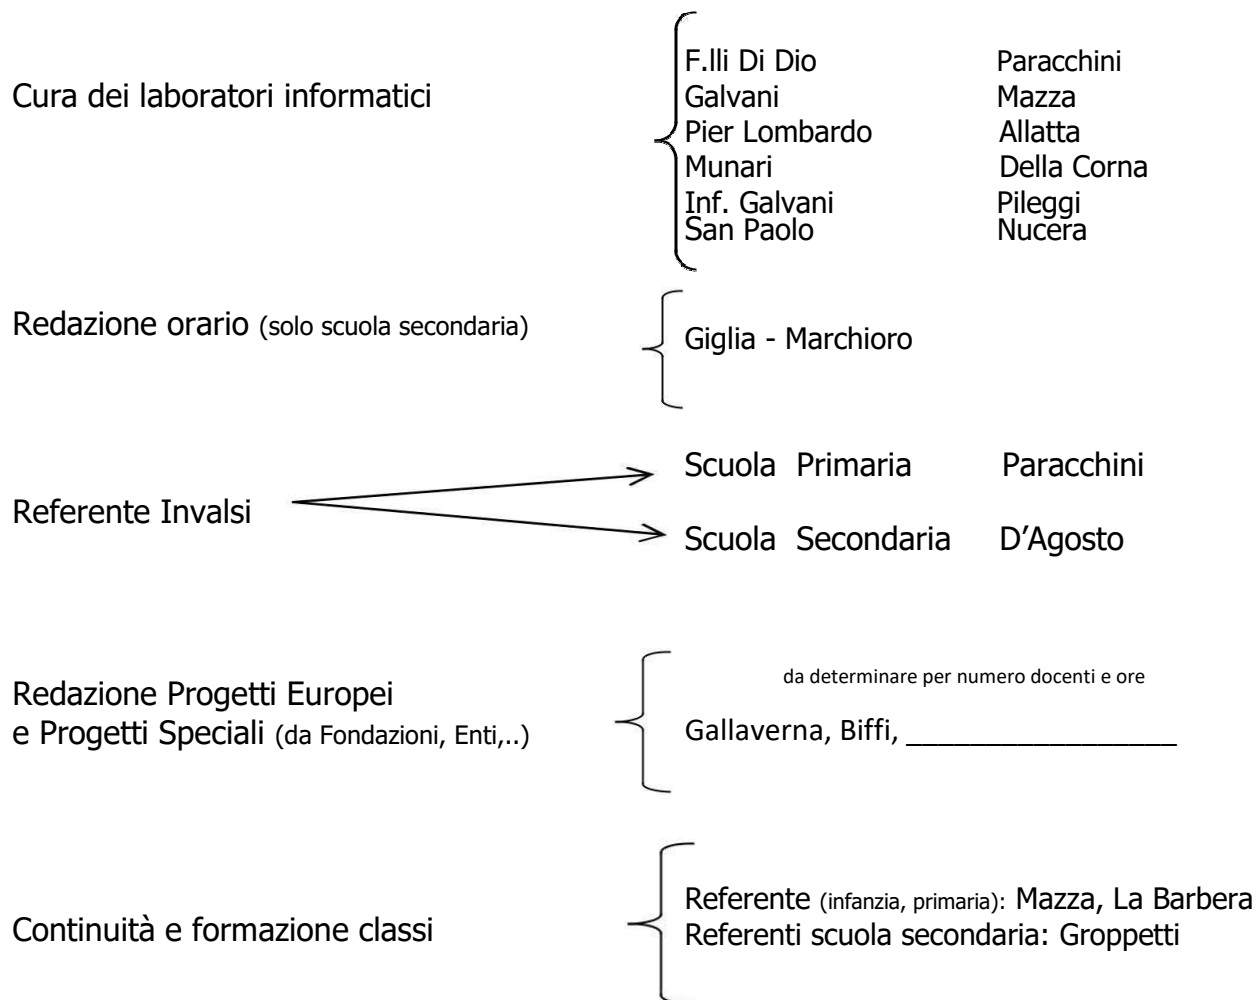 Cura dei laboratori informatici
F.lli Di Dio Paracchini
Galvani Mazza
Pier Lombardo Allatta
Munari Della Corna
Inf. Galvani Pileggi
San Paolo Nucera
Redazione orario (solo scuola secondaria)
Giglia - Marchioro
Referente Invalsi
Scuola Primaria Paracchini
Scuola Secondaria D’Agosto
Redazione Progetti Europei
e Progetti Speciali (da Fondazioni, Enti,..)
da determinare per numero docenti e ore
Gallaverna, Biffi, _________________
Continuità e formazione classi
Referente (infanzia, primaria): Mazza, La Barbera
Referenti scuola secondaria: Groppetti